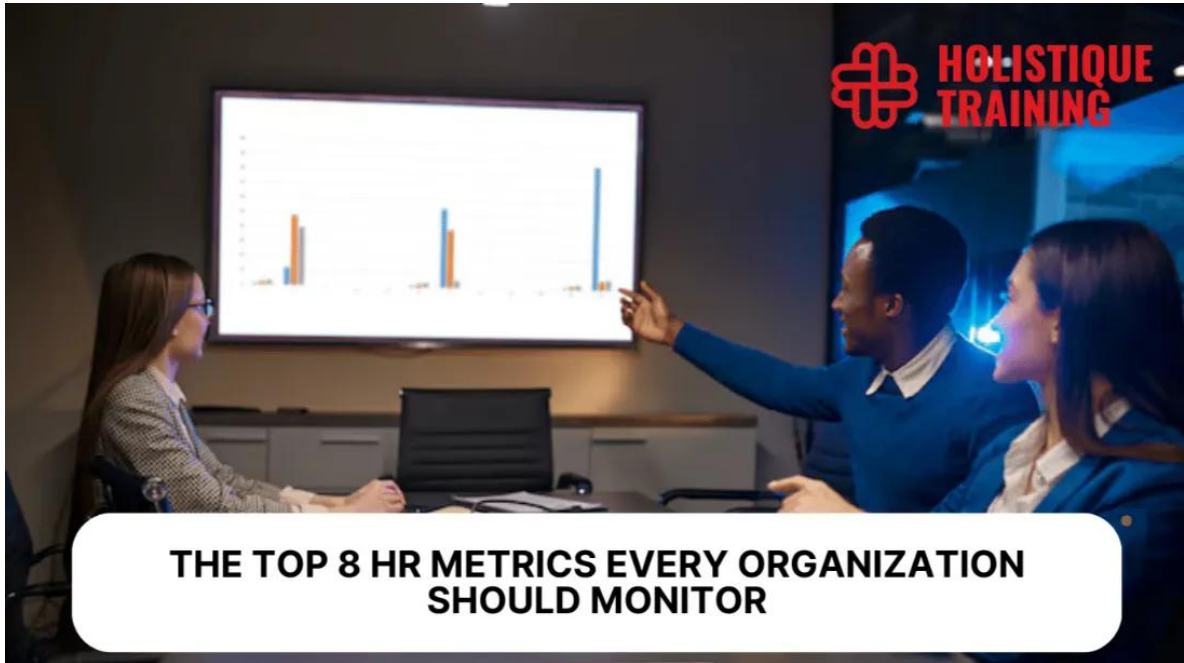 HOLISTIQUE
TRAINING
THE TOP 8 HR METRICS EVERY ORGANIZATION
SHOULD MONITOR